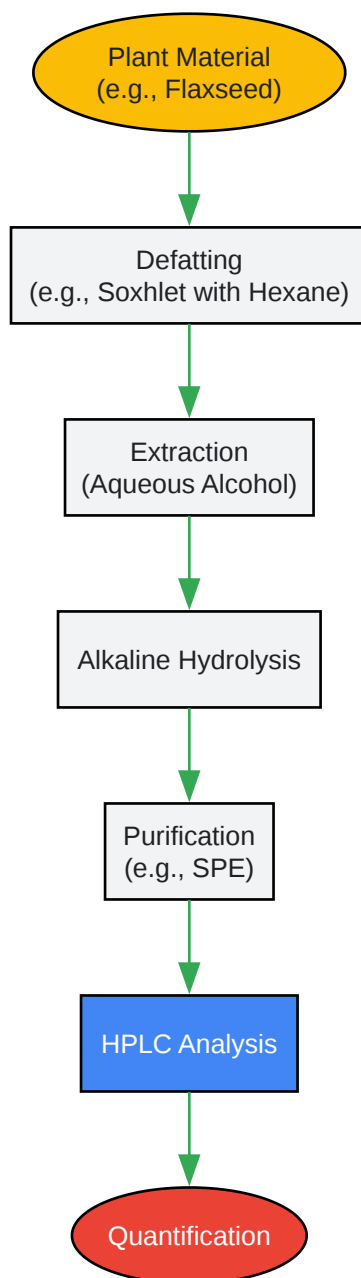 Plant Material
(e.g., Flaxseed)
Defatting
(e.g., Soxhlet with Hexane)
Extraction
(Aqueous Alcohol)
Alkaline Hydrolysis
Purification
(e.g., SPE)
HPLC Analysis
Quantification